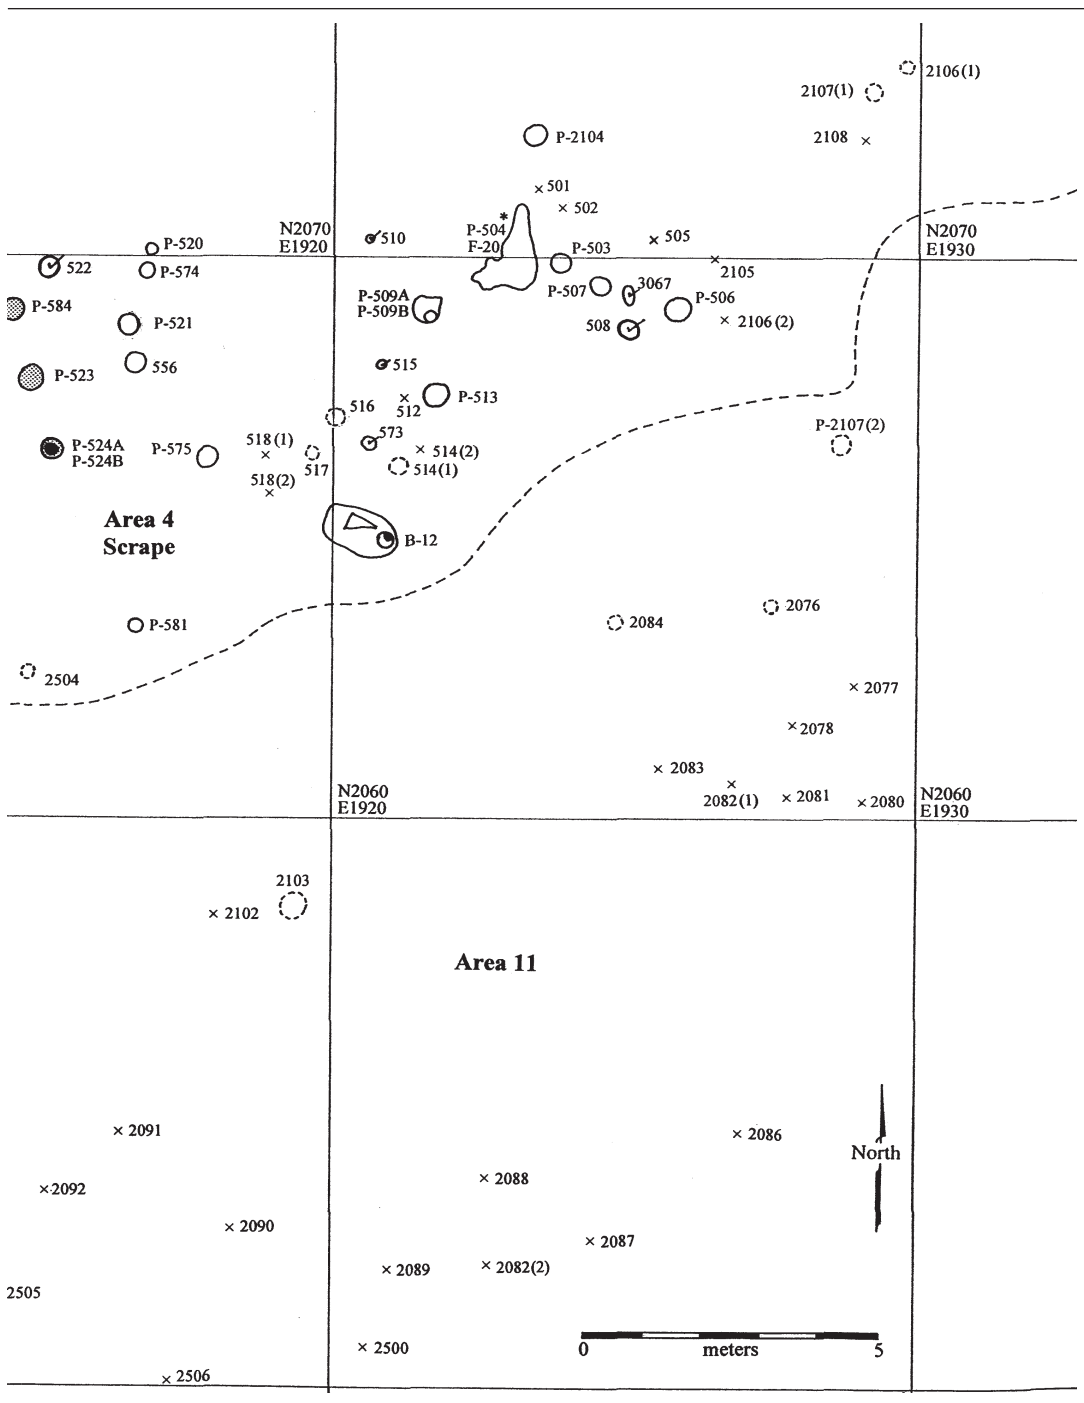 2106(1)
2107(1)
2108
P-2104
501
502
*
P-504
F-20
N2070
E1920
510
505
N2070
E1930
P-520
P-503
522
P-574
2105
P-507
3067
P-584
P-509A
P-509B
P-506
P-521
508
2106 (2)
515
556
P-523
516
512
P-513
573
P-2107(2)
P-524A
P-524B
P-575
518(1)
517
514(2)
514(1)
518(2)
Area 4
Scrape
B-12
2076
P-581
2084
2504
2077
2078
2083
N2060
E1920
2082(1)
2081
2080
N2060
E1930
2103
2102
Area 11
2091
2086
North
2088
2092
2090
2087
2089
2082(2)
2505
2500
0 meters 5
2506